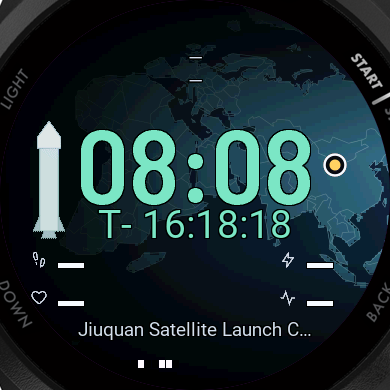 LIGHT
START
08:08
T- 16:18:18
DOWN
BACK
Jiuquan Satellite Launch C...